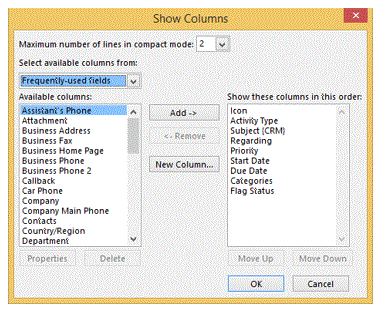 Show Columns
Maximum number of lines in compact mode: 2
Select available columns from:
Frequently-used fields
Available columns:
Assistant's Phone
Attachment
Business Address
Business Fax
Business Home Page
Business Phone
Business Phone 2
Callback
Car Phone
Company
Company Main Phone
Contacts
Country/Region
Department
Properties
Delete
Add ->
<- Remove
New Column...
Show these columns in this order:
Icon
Activity Type
Subject (CRM)
Regarding
Priority
Start Date
Due Date
Categories
Flag Status
Move Up
Move Down
OK
Cancel